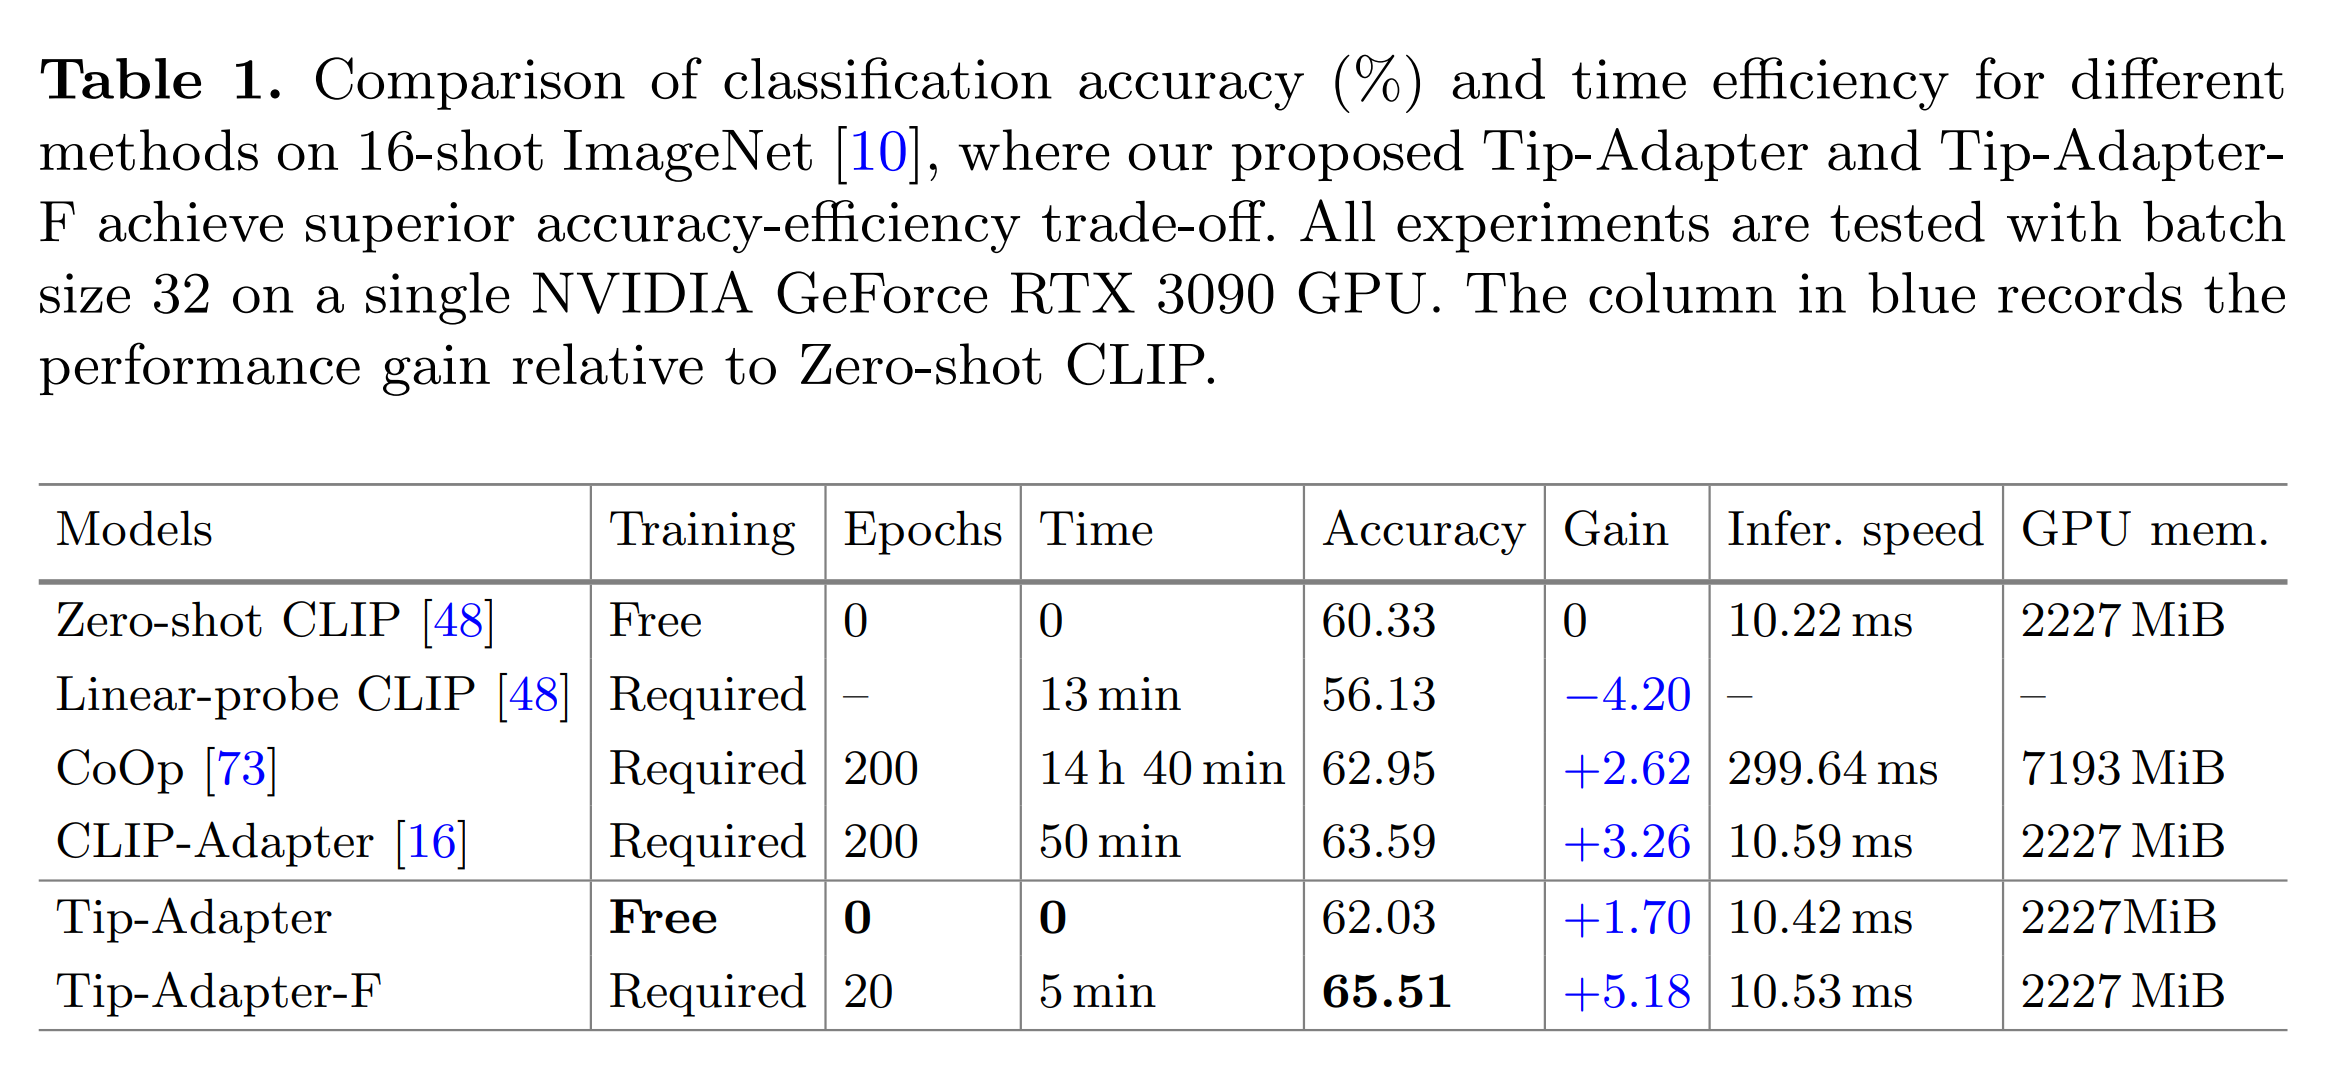 Table 1. Comparison of classification accuracy (%) and time efficiency for different
methods on 16-shot ImageNet [10], where our proposed Tip-Adapter and Tip-Adapter-
F achieve superior accuracy-efficiency trade-off. All experiments are tested with batch
size 32 on a single NVIDIA GeForce RTX 3090 GPU. The column in blue records the
performance gain relative to Zero-shot CLIP.
Models Training Epochs Time Accuracy Gain Infer. speed GPU mem.
Zero-shot CLIP [48] Free 0 0 60.33 0 10.22 ms 2227 MiB
Linear-probe CLIP [48] Required – 13 min 56.13 −4.20 – –
CoOp [73] Required 200 14 h 40 min 62.95 +2.62 299.64 ms 7193 MiB
CLIP-Adapter [16] Required 200 50 min 63.59 +3.26 10.59 ms 2227 MiB
Tip-Adapter Free 0 0 62.03 +1.70 10.42 ms 2227MiB
Tip-Adapter-F Required 20 5 min 65.51 +5.18 10.53 ms 2227 MiB